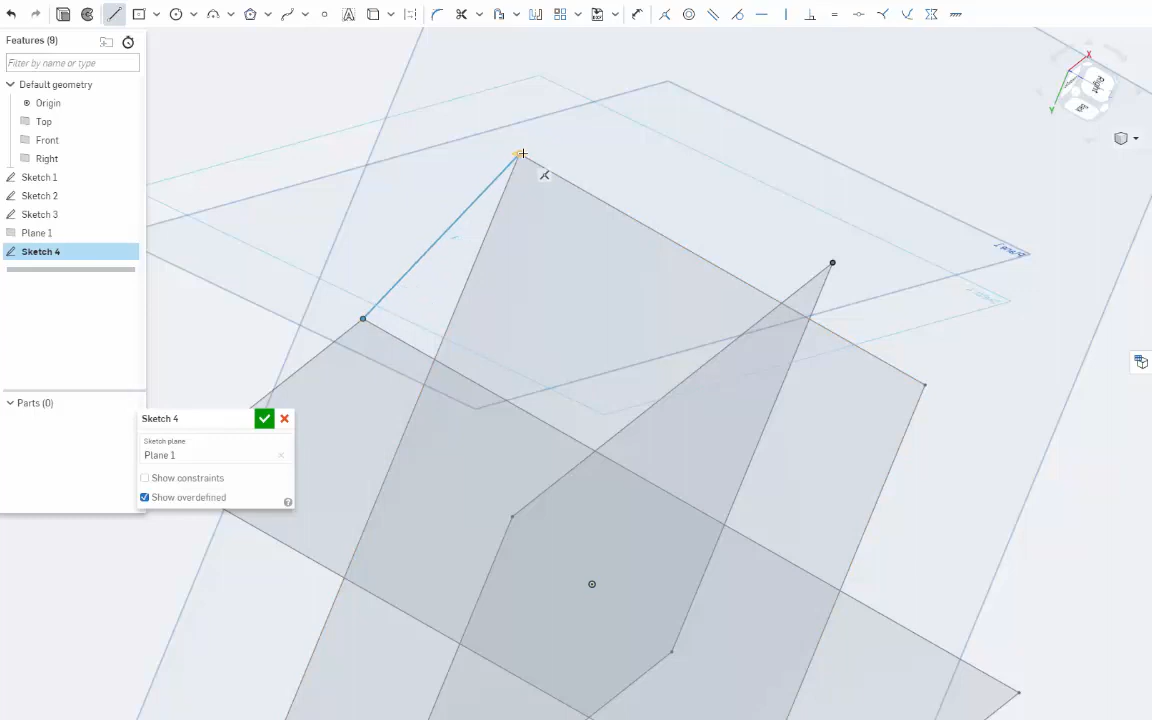 Features (9)
Filter by name or type
Default geometry
Origin
Top
Front
Right
Sketch 1
Sketch 2
Sketch 3
Plane 1
Sketch 4
Parts (0)
Sketch 4
Sketch plane
Plane 1
Show constraints
Show overdefined
X
Y
Right